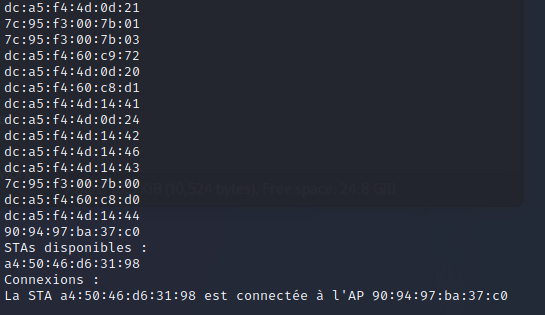 dc:a5:f4:4d:0d:21
7c:95:f3:00:7b:01
7c:95:f3:00:7b:03
dc:a5:f4:60:c9:72
dc:a5:f4:4d:0d:20
dc:a5:f4:60:c8:d1
dc:a5:f4:4d:14:41
dc:a5:f4:4d:0d:24
dc:a5:f4:4d:14:42
dc:a5:f4:4d:14:46
dc:a5:f4:4d:14:43
7c:95:f3:00:7b:00
dc:a5:f4:60:c8:d0
dc:a5:f4:4d:14:44
90:94:97:ba:37:c0
STAs disponibles :
a4:50:46:d6:31:98
Connexions :
La STA a4:50:46:d6:31:98 est connectée à l'AP 90:94:97:ba:37:c0